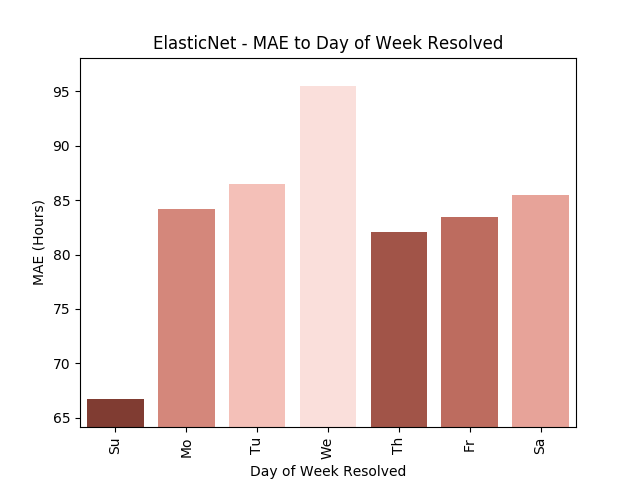 ElasticNet - MAE to Day of Week Resolved
MAE (Hours)
95
90
85
80
75
70
65
Su
Mo
Tu
We
Th
Fr
Sa
Day of Week Resolved